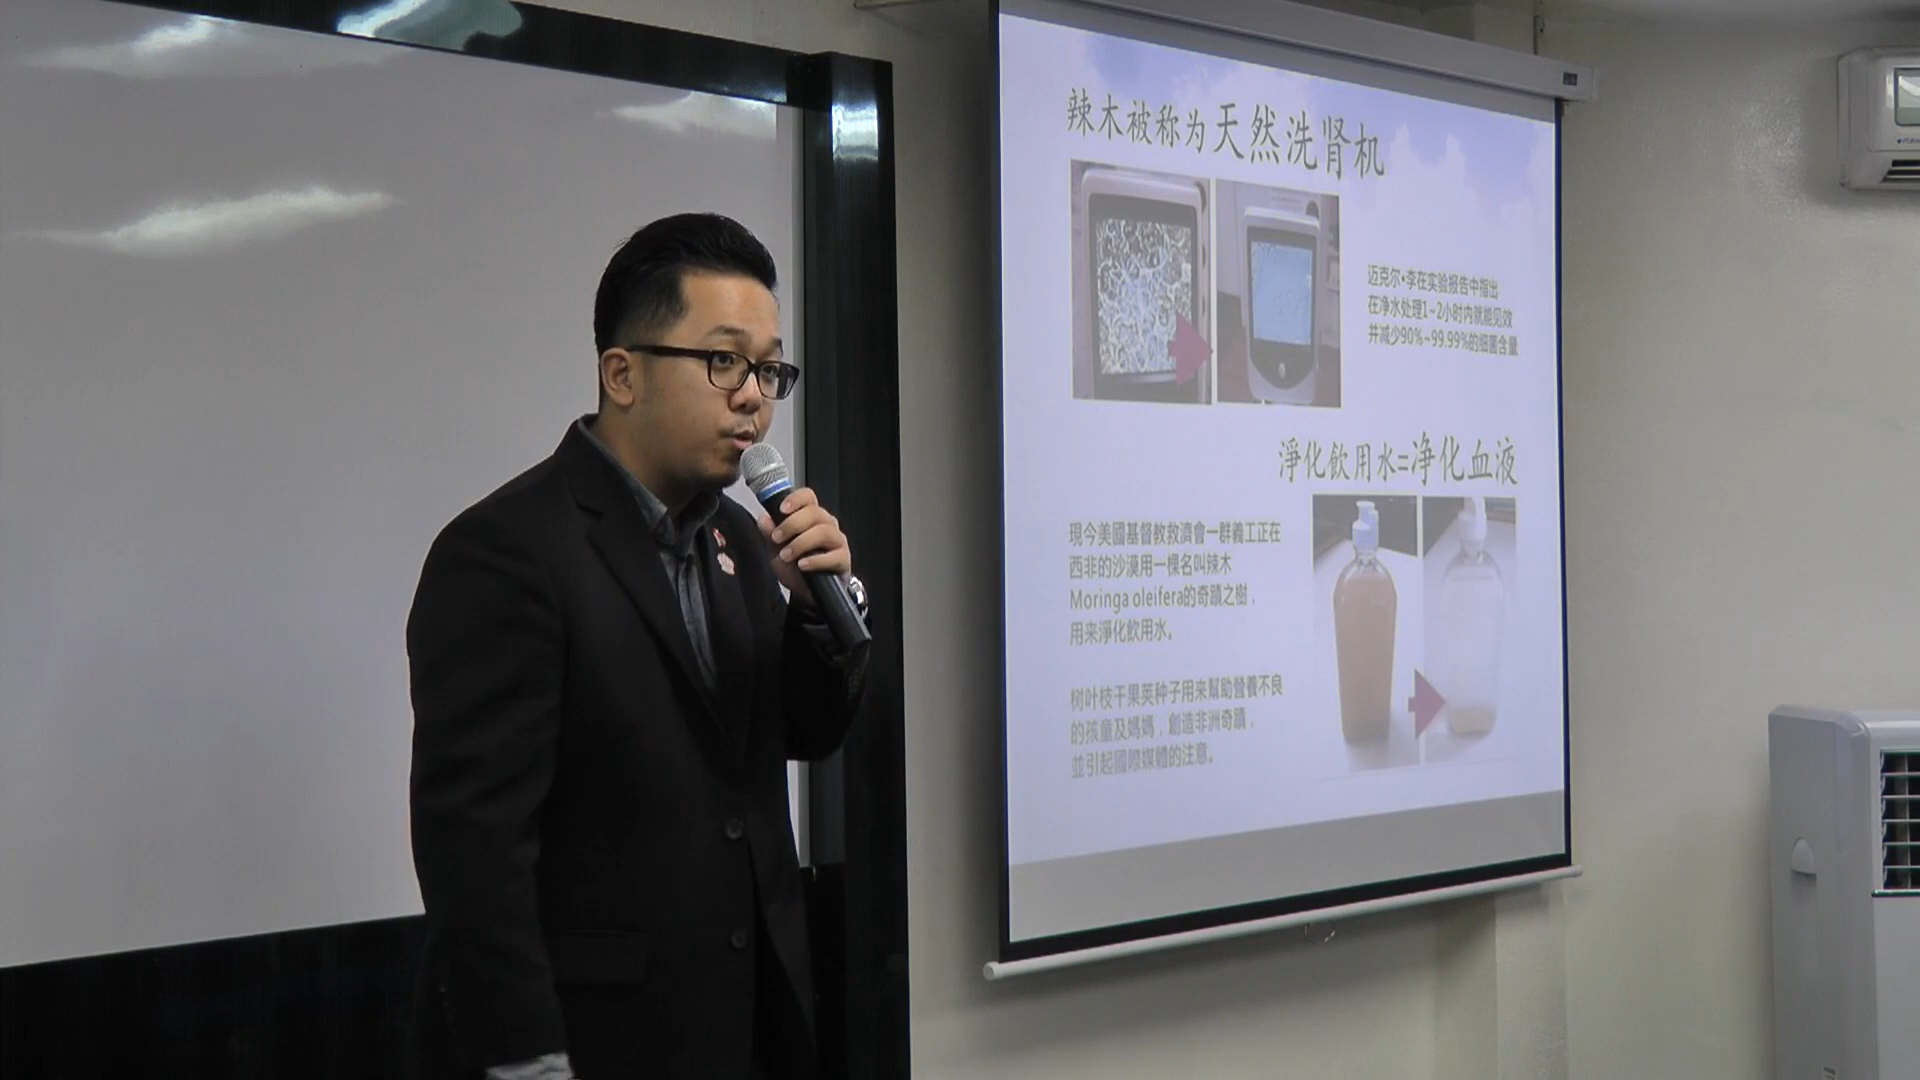 辣木被称为天然洗肾机
迈克尔•李在实验报告中指出
在净水处理1~2小时内就能见效
并减少90%~99.99%的细菌含量
淨化飲用水=净化血液
現今美國基督教救濟會一群義工正在
西非的沙漠用一棵名叫辣木
Moringa oleifera的奇蹟之樹，
用来淨化飲用水。
树叶枝干果荚种子用来幫助營養不良
的孩童及媽媽，創造非洲奇蹟，
並引起國際媒體的注意。